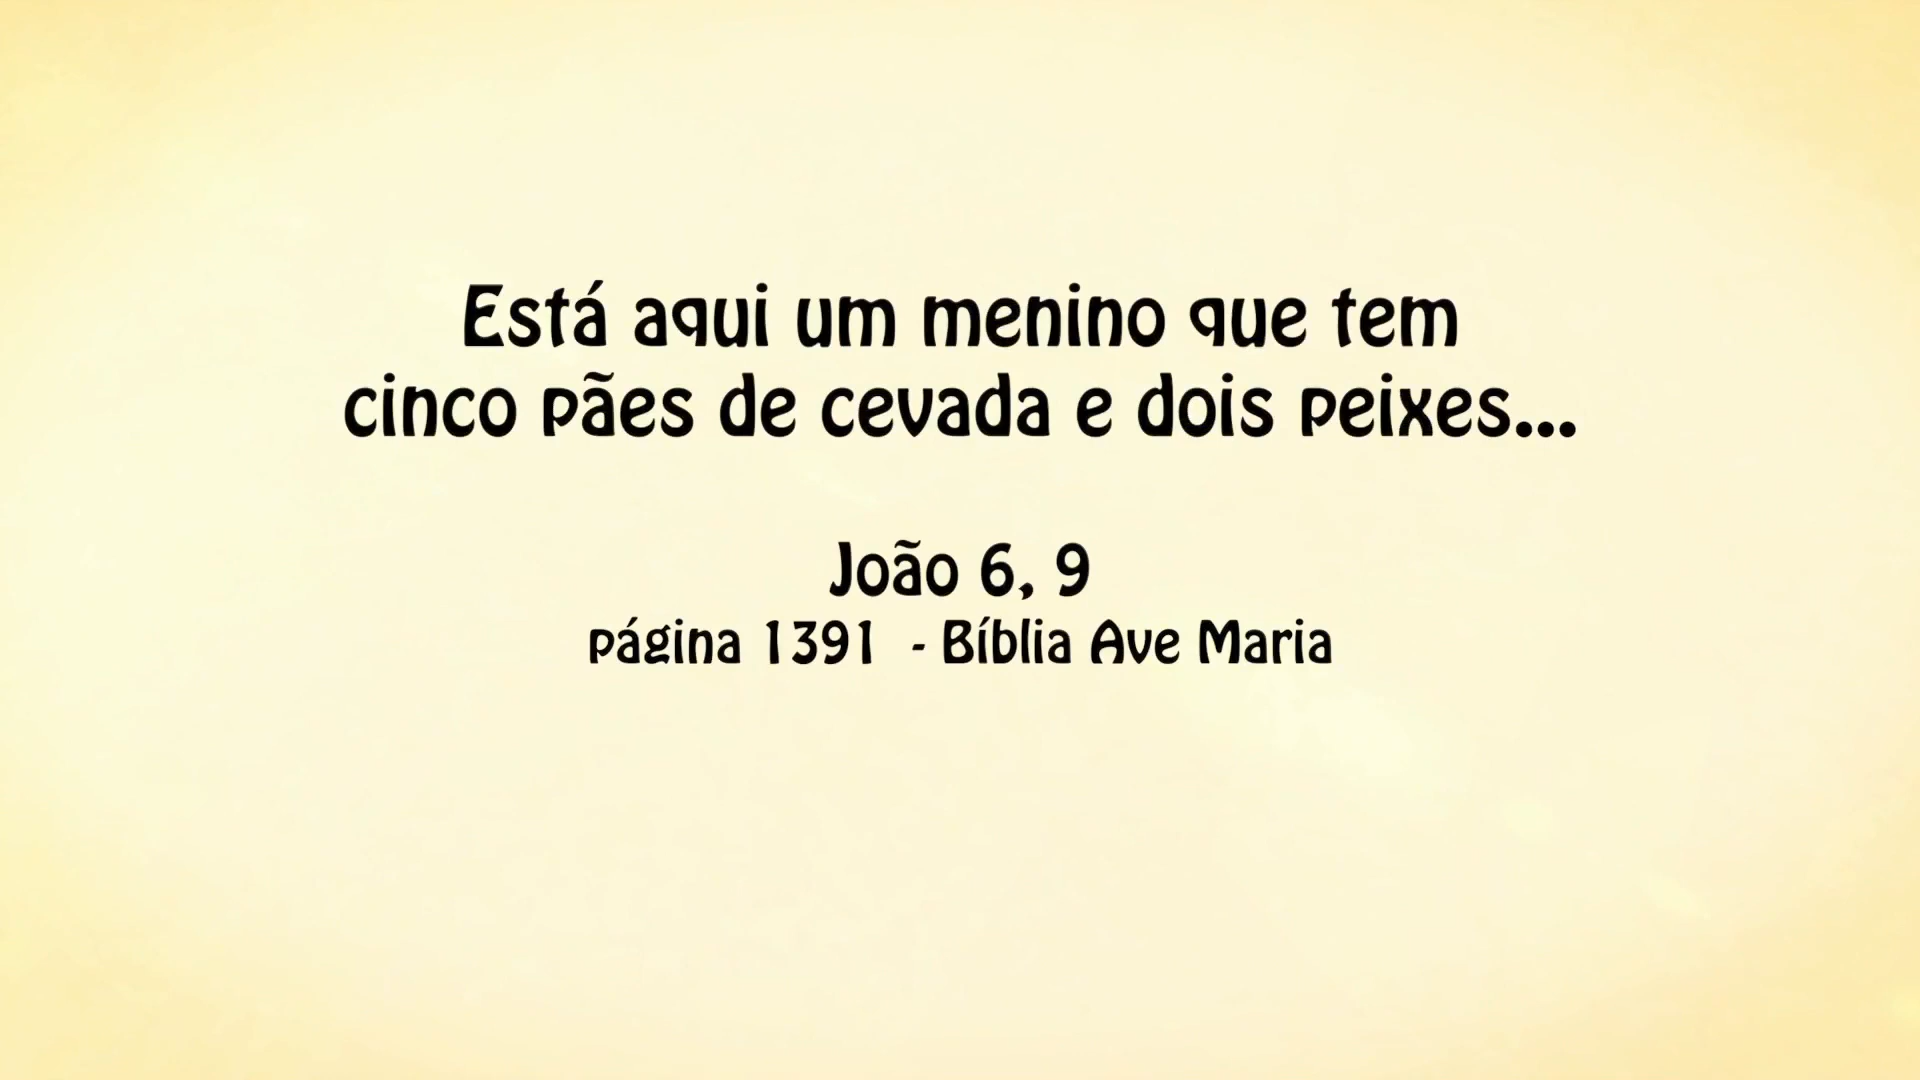 Está aqui um menino que tem
cinco pães de cevada e dois peixes...
João 6, 9
página 1391 - Bíblia Ave Maria